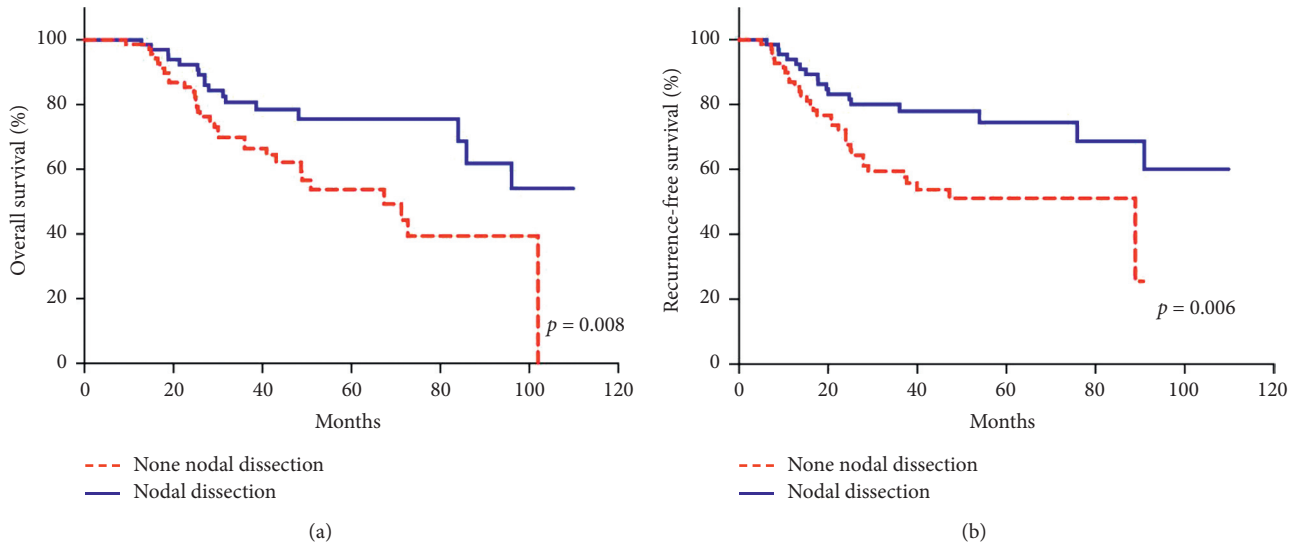 Overall survival (%)
100
80
60
40
20
0
p = 0.008
0 20 40 60 80 100 120
Months
None nodal dissection
Nodal dissection
(a)
Recurrence-free survival (%)
100
80
60
40
20
0
p = 0.006
0 20 40 60 80 100 120
Months
None nodal dissection
Nodal dissection
(b)